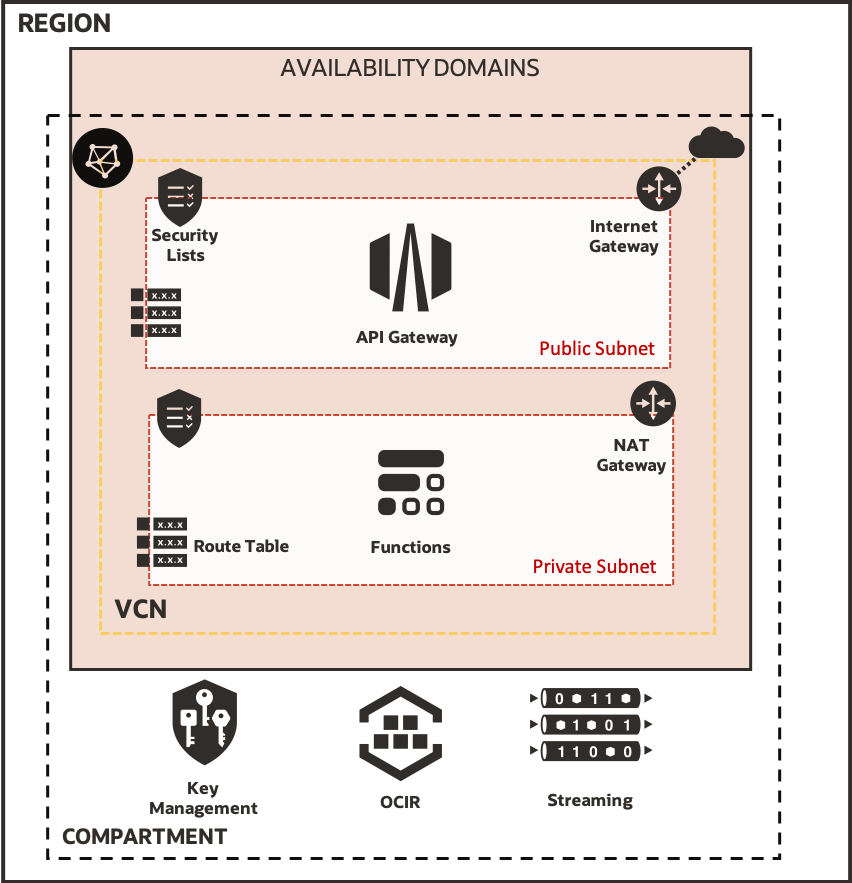 REGION
AVAILABILITY DOMAINS
Security
Lists
Internet
Gateway
x.x.x
x.x.x
x.x.x
API Gateway
Public Subnet
NAT
Gateway
x.x.x
x.x.x
x.x.x
Route Table
Functions
Private Subnet
VCN
0 1 1
1 0 1
1 1 0 0
Key
Management
OCIR
Streaming
COMPARTMENT